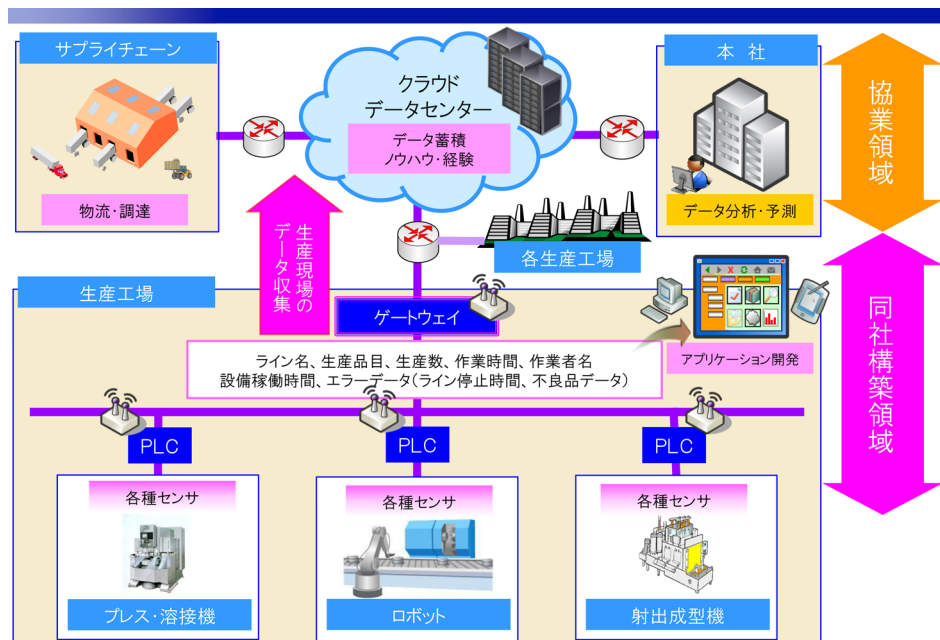 サプライチェーン
物流・調達
クラウド
データセンター
データ蓄積
ノウハウ・経験
本 社
データ分析・予測
協業領域
生産現場の
データ収集
各生産工場
生産工場
ゲートウェイ
ライン名、生産品目、生産数、作業時間、作業者名
設備稼働時間、エラーデータ(ライン停止時間、不良品データ)
アプリケーション開発
同社構築領域
PLC
PLC
PLC
各種センサ
各種センサ
各種センサ
プレス・溶接機
ロボット
射出成型機